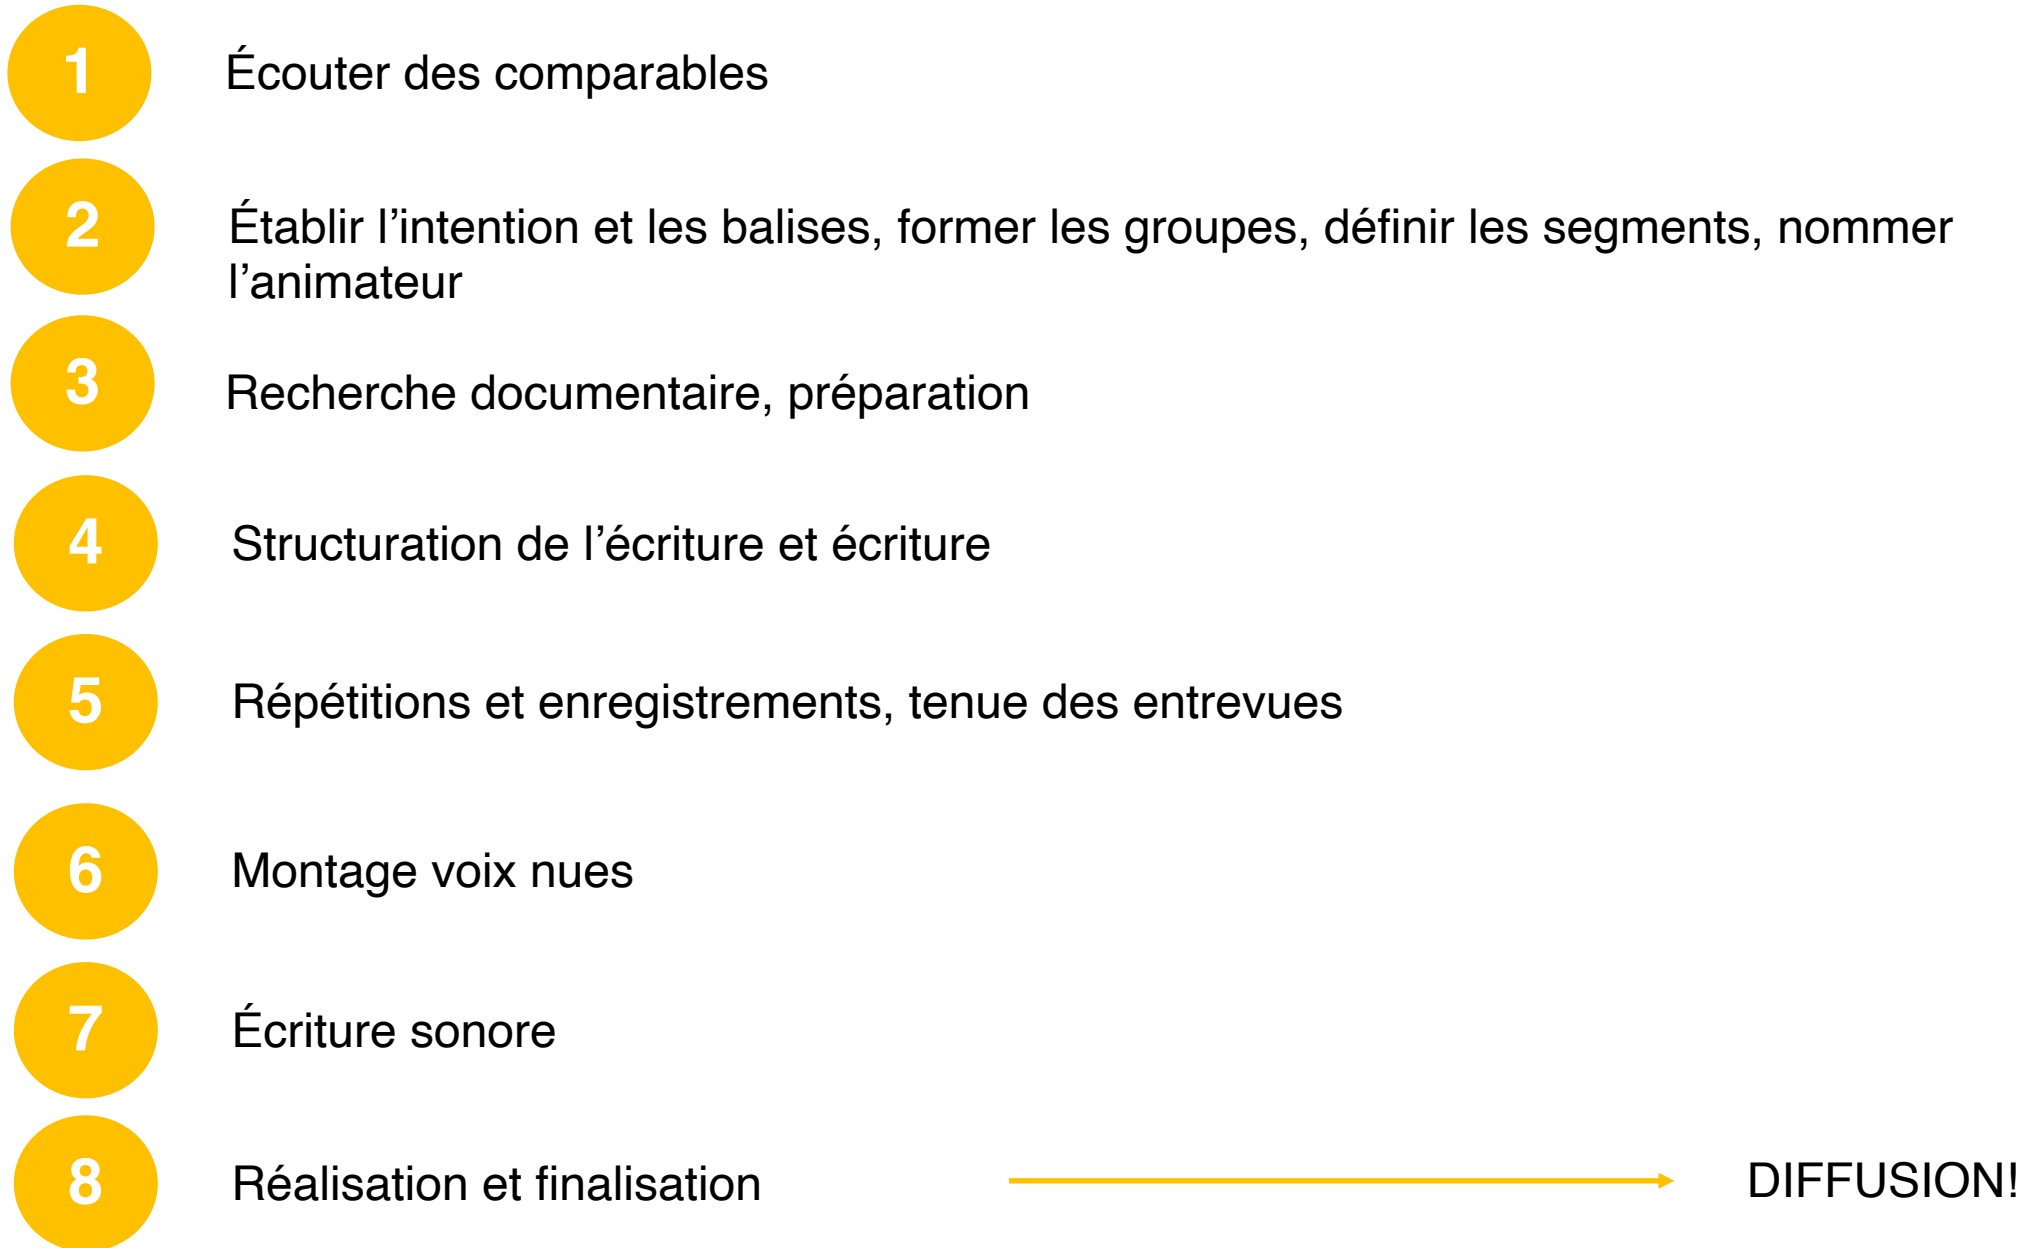 1 Écouter des comparables
2 Établir l’intention et les balises, former les groupes, définir les segments, nommer
l’animateur
3 Recherche documentaire, préparation
4 Structuration de l’écriture et écriture
5 Répétitions et enregistrements, tenue des entrevues
6 Montage voix nues
7 Écriture sonore
8 Réalisation et finalisation DIFFUSION!